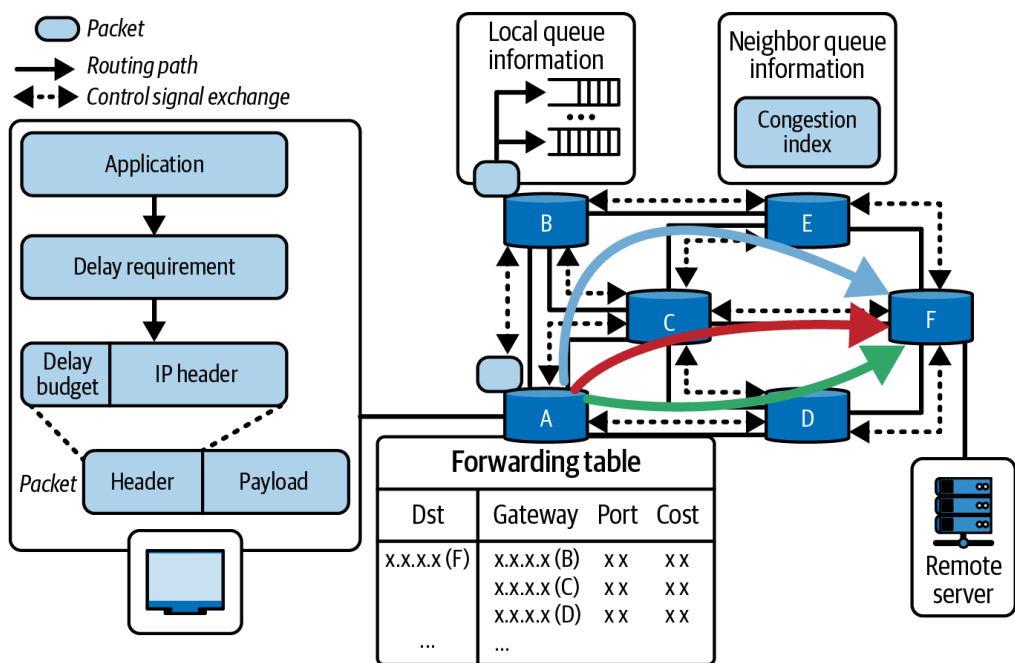 Packet
Routing path
Control signal exchange
Application
Delay requirement
Delay
budget
IP header
Packet
Header
Payload
Local queue
information
Neighbor queue
information
Congestion
index
B
E
C
F
A
D
Forwarding table
Dst Gateway Port Cost
x.x.x.x (F) x.x.x.x (B) x x x x
x.x.x.x (C) x x x x
x.x.x.x (D) x x x x
... ...
Remote
server